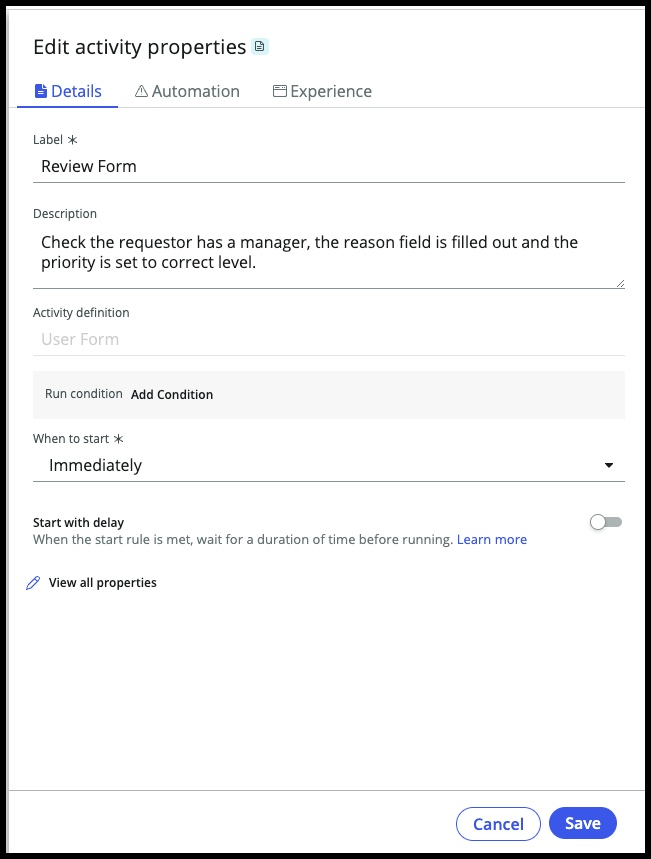 Edit activity properties
Details Automation Experience
Label *
Review Form
Description
Check the requestor has a manager, the reason field is filled out and the
priority is set to correct level.
Activity definition
User Form
Run condition Add Condition
When to start *
Immediately
Start with delay
When the start rule is met, wait for a duration of time before running. Learn more
View all properties
Cancel Save